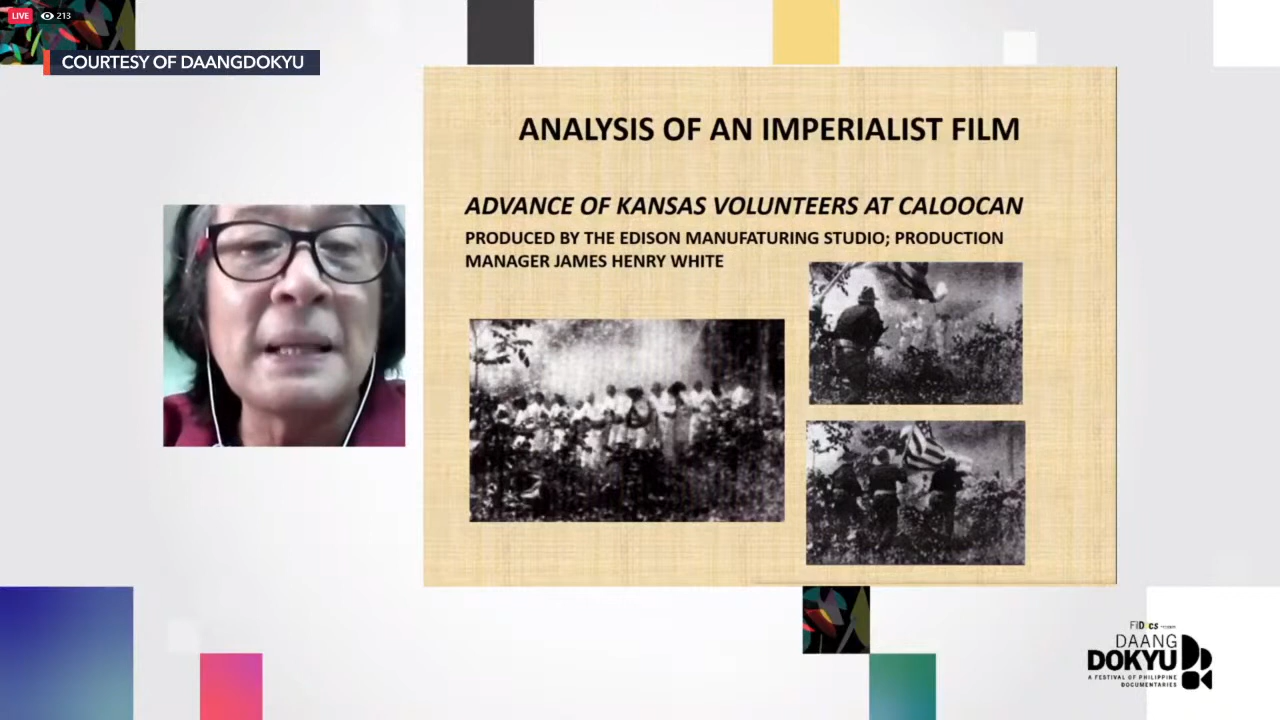 LIVE 213
COURTESY OF DAANGDOKYU
ANALYSIS OF AN IMPERIALIST FILM
ADVANCE OF KANSAS VOLUNTEERS AT CALOOCAN
PRODUCED BY THE EDISON MANUFATURING STUDIO; PRODUCTION
MANAGER JAMES HENRY WHITE
DAANG
DOKYU
A FESTIVAL OF PHILIPPINE
DOCUMENTARIES